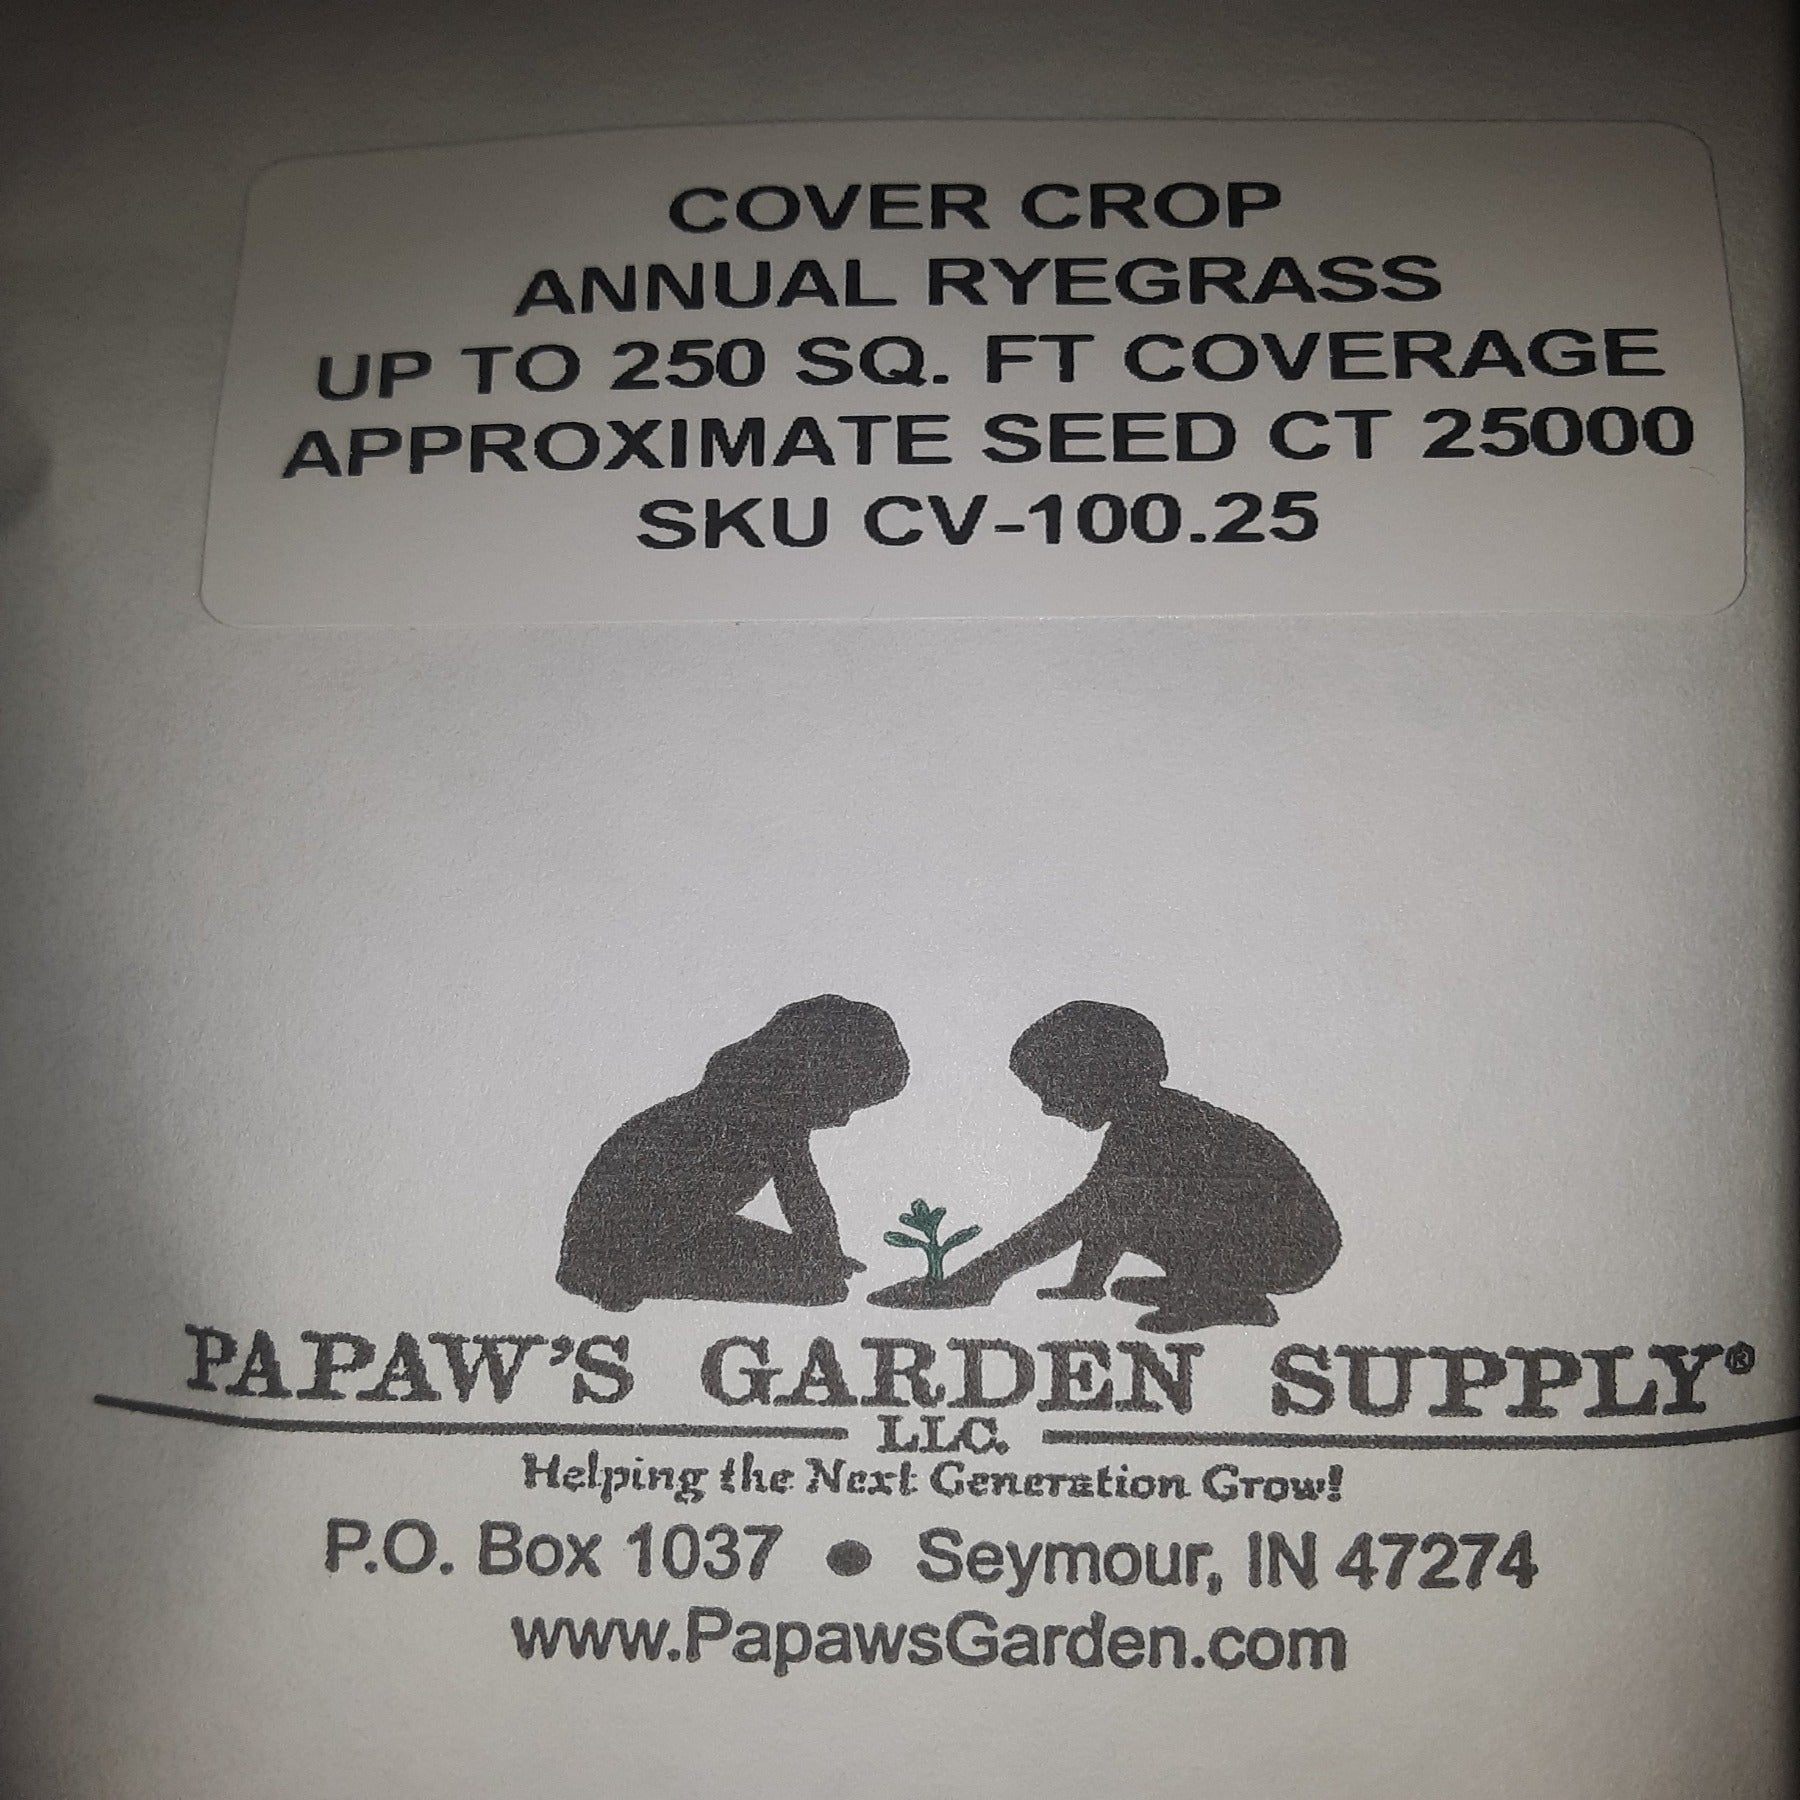 COVER CROP
ANNUAL RYEGRASS
UP TO 250 SQ. FT COVERAGE
APPROXIMATE SEED CT 25000
SKU CV-100.25
PAPAW'S GARDEN SUPPLY®
LLC.
Helping the Next Generation Grow!
P.O. Box 1037 ● Seymour, IN 47274
www.PapawsGarden.com